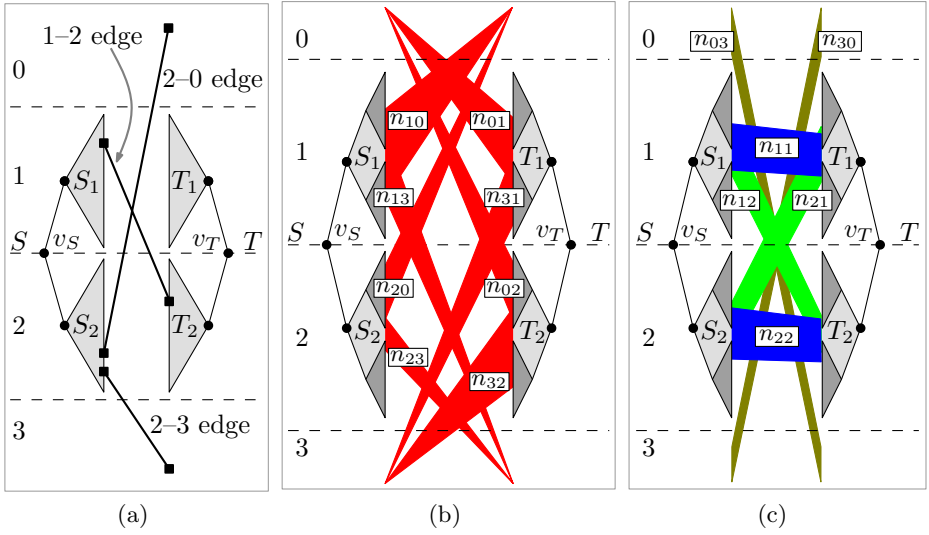 1–2 edge
0
2–0 edge
1
S₁
T₁
S
v_S
v_T
T
2
S₂
T₂
3
2–3 edge
(a)
0
n₁₀
n₀₁
1
S₁
T₁
n₁₃
n₃₁
S
v_S
v_T
T
n₂₀
n₀₂
2
S₂
T₂
n₂₃
n₃₂
3
(b)
0
n₀₃
n₃₀
1
S₁
n₁₁
T₁
n₁₂
n₂₁
S
v_S
v_T
T
2
S₂
n₂₂
T₂
3
(c)